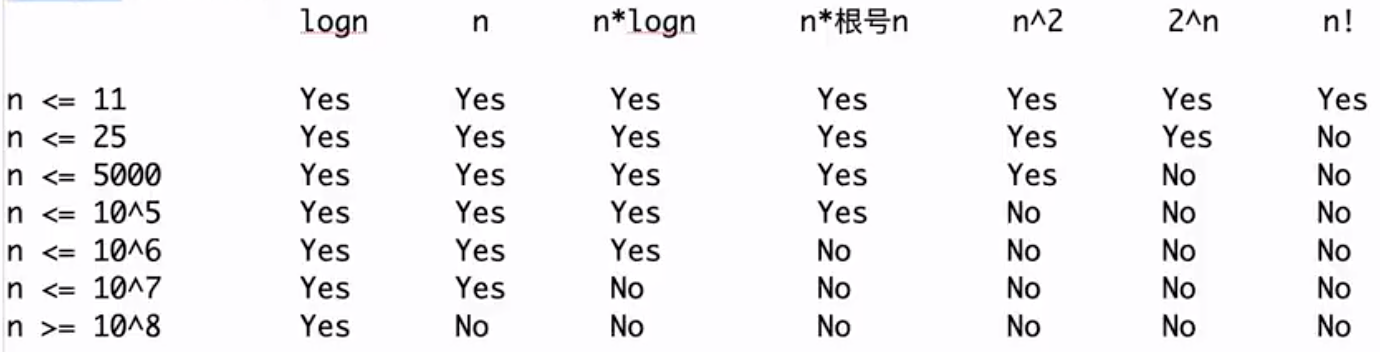 logn n n*logn n*根号n n^2 2^n n!
n <= 11 Yes Yes Yes Yes Yes Yes Yes
n <= 25 Yes Yes Yes Yes Yes Yes No
n <= 5000 Yes Yes Yes Yes Yes No No
n <= 10^5 Yes Yes Yes Yes No No No
n <= 10^6 Yes Yes Yes No No No No
n <= 10^7 Yes Yes No No No No No
n >= 10^8 Yes No No No No No No